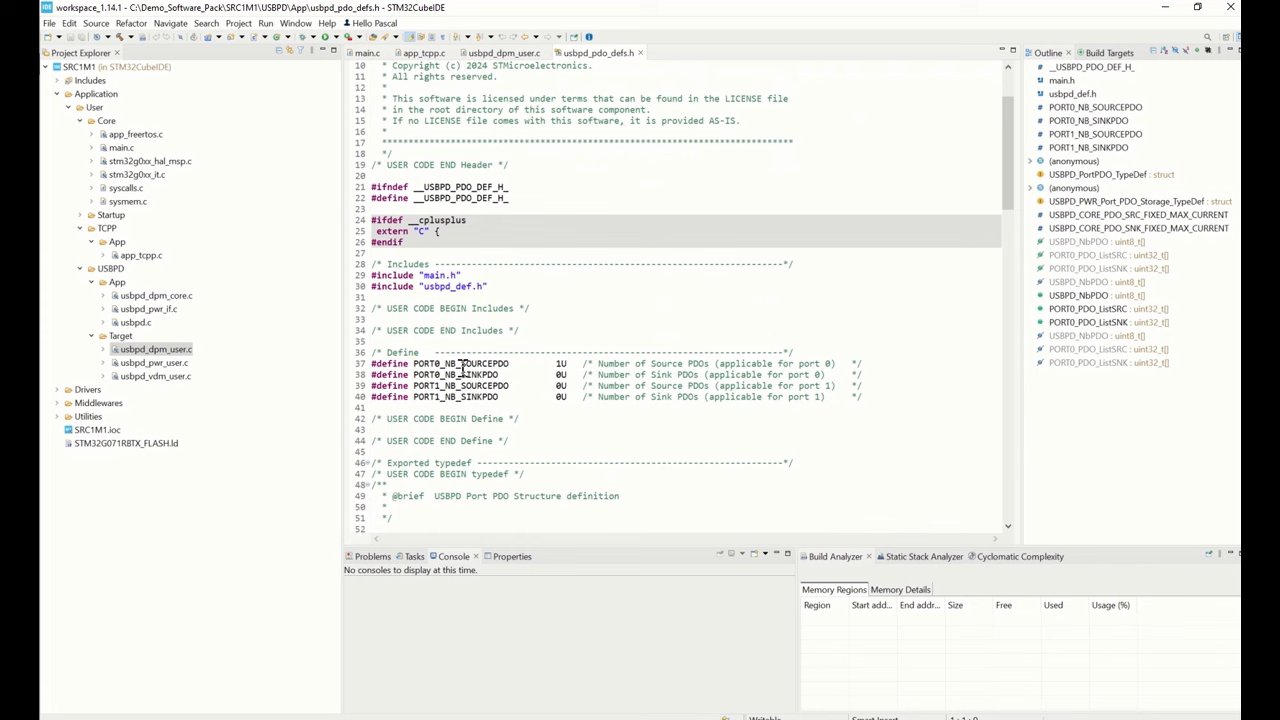 workspace_1.14.1 - C:\Demo_Software_Pack\SRC1M1\USBPD\App\usbpd_pdo_defs.h - STM32CubeIDE
File Edit Source Refactor Navigate Search Project Run Window Help Hello Pascal
Project Explorer
SRC1M1 (in STM32CubeIDE)
Includes
Application
User
Core
app_freertos.c
main.c
stm32g0xx_hal_msp.c
stm32g0xx_it.c
syscalls.c
sysmem.c
Startup
TCPP
App
app_tcpp.c
USBPD
App
usbpd_dpm_core.c
usbpd_pwr_if.c
usbpd.c
Target
usbpd_dpm_user.c
usbpd_pwr_user.c
usbpd_vdm_user.c
Drivers
Middlewares
Utilities
SRC1M1.ioc
STM32G071RBTX_FLASH.ld
main.c app_tcpp.c usbpd_dpm_user.c usbpd_pdo_defs.h
10 * Copyright (c) 2024 STMicroelectronics.
11 * All rights reserved.
12 *
13 * This software is licensed under terms that can be found in the LICENSE file
14 * in the root directory of this software component.
15 * If no LICENSE file comes with this software, it is provided AS-IS.
16 *
17 ******************************************************************************
18 */
19 /* USER CODE END Header */
20
21 #ifndef __USBPD_PDO_DEF_H_
22 #define __USBPD_PDO_DEF_H_
23
24 #ifdef __cplusplus
25 extern "C" {
26 #endif
27
28 /* Includes ------------------------------------------------------------------*/
29 #include "main.h"
30 #include "usbpd_def.h"
31
32 /* USER CODE BEGIN Includes */
33
34 /* USER CODE END Includes */
35
36 /* Define   ------------------------------------------------------------------*/
37 #define PORT0_NB_SOURCEPDO 1U /* Number of Source PDOs (applicable for port 0) */
38 #define PORT0_NB_SINKPDO 0U /* Number of Sink PDOs (applicable for port 0) */
39 #define PORT1_NB_SOURCEPDO 0U /* Number of Source PDOs (applicable for port 1) */
40 #define PORT1_NB_SINKPDO 0U /* Number of Sink PDOs (applicable for port 1) */
41
42 /* USER CODE BEGIN Define */
43
44 /* USER CODE END Define */
45
46 /* Exported typedef ----------------------------------------------------------*/
47 /* USER CODE BEGIN typedef */
48 /**
49 * @brief USBPD Port PDO Structure definition
50 *
51 */
52
Outline Build Targets
__USBPD_PDO_DEF_H_
main.h
usbpd_def.h
PORT0_NB_SOURCEPDO
PORT0_NB_SINKPDO
PORT1_NB_SOURCEPDO
PORT1_NB_SINKPDO
(anonymous)
USBPD_PortPDO_TypeDef : struct
(anonymous)
USBPD_PWR_Port_PDO_Storage_TypeDef : struct
USBPD_CORE_PDO_SRC_FIXED_MAX_CURRENT
USBPD_CORE_PDO_SNK_FIXED_MAX_CURRENT
USBPD_NbPDO : uint8_t[]
PORT0_PDO_ListSRC : uint32_t[]
PORT0_PDO_ListSNK : uint32_t[]
USBPD_NbPDO : uint8_t[]
USBPD_NbPDO : uint8_t[]
PORT0_PDO_ListSRC : uint32_t[]
PORT0_PDO_ListSNK : uint32_t[]
USBPD_NbPDO : uint8_t[]
Problems Tasks Console Properties
No consoles to display at this time.
Build Analyzer Static Stack Analyzer Cyclomatic Complexity
Memory Regions Memory Details
Region Start add... End addr... Size Free Used Usage (%)
Writable Smart Insert 1 : 1 : 0